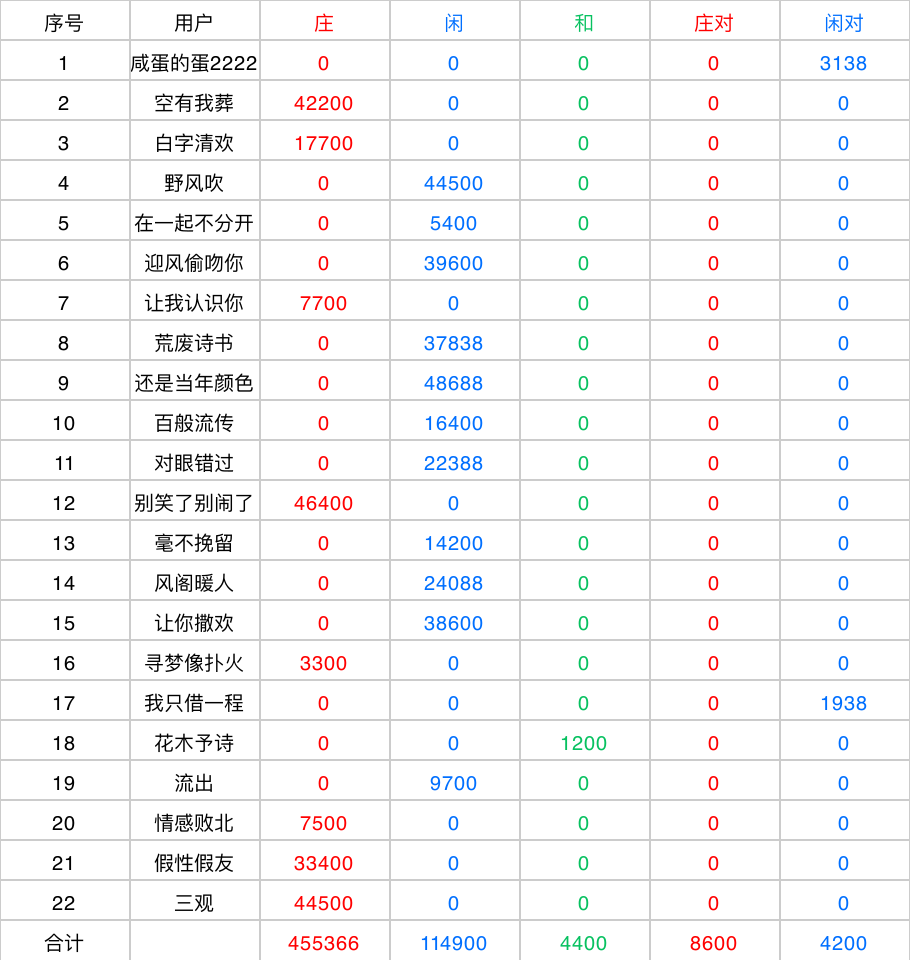 序号 用户 庄 闲 和 庄对 闲对
1 咸蛋的蛋2222 0 0 0 0 3138
2 空有我葬 42200 0 0 0 0
3 白字清欢 17700 0 0 0 0
4 野风吹 0 44500 0 0 0
5 在一起不分开 0 5400 0 0 0
6 迎风偷吻你 0 39600 0 0 0
7 让我认识你 7700 0 0 0 0
8 荒废诗书 0 37838 0 0 0
9 还是当年颜色 0 48688 0 0 0
10 百般流传 0 16400 0 0 0
11 对眼错过 0 22388 0 0 0
12 别笑了别闹了 46400 0 0 0 0
13 毫不挽留 0 14200 0 0 0
14 风阁暖人 0 24088 0 0 0
15 让你撒欢 0 38600 0 0 0
16 寻梦像扑火 3300 0 0 0 0
17 我只借一程 0 0 0 0 1938
18 花木予诗 0 0 1200 0 0
19 流出 0 9700 0 0 0
20 情感败北 7500 0 0 0 0
21 假性假友 33400 0 0 0 0
22 三观 44500 0 0 0 0
合计 455366 114900 4400 8600 4200